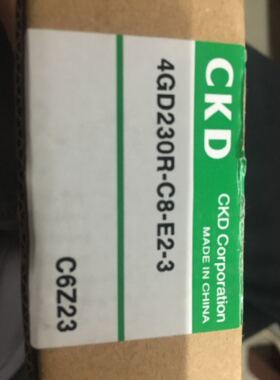 CKD
CKD Corporation
MADE IN CHINA
4GD230R-C8-E2-3
C6Z23